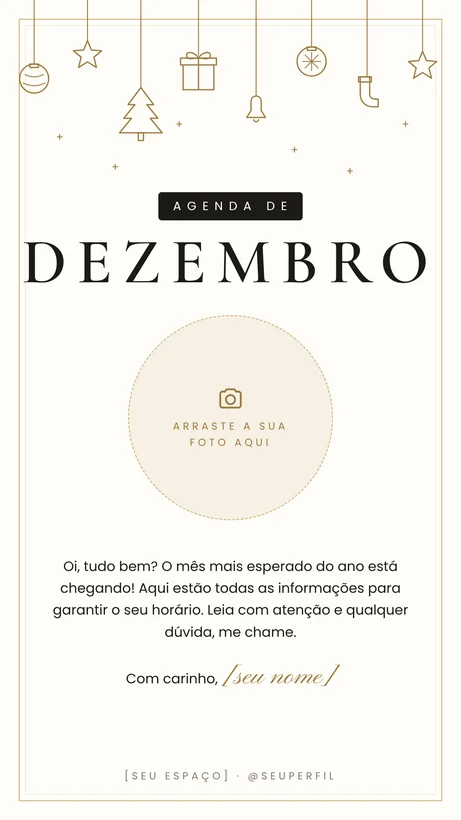 AGENDA DE
DEZEMBRO
ARRASTE A SUA
FOTO AQUI
Oi, tudo bem? O mês mais esperado do ano está
chegando! Aqui estão todas as informações para
garantir o seu horário. Leia com atenção e qualquer
dúvida, me chame.
Com carinho, [seu nome]
[SEU ESPAÇO] · @SEUPERFIL